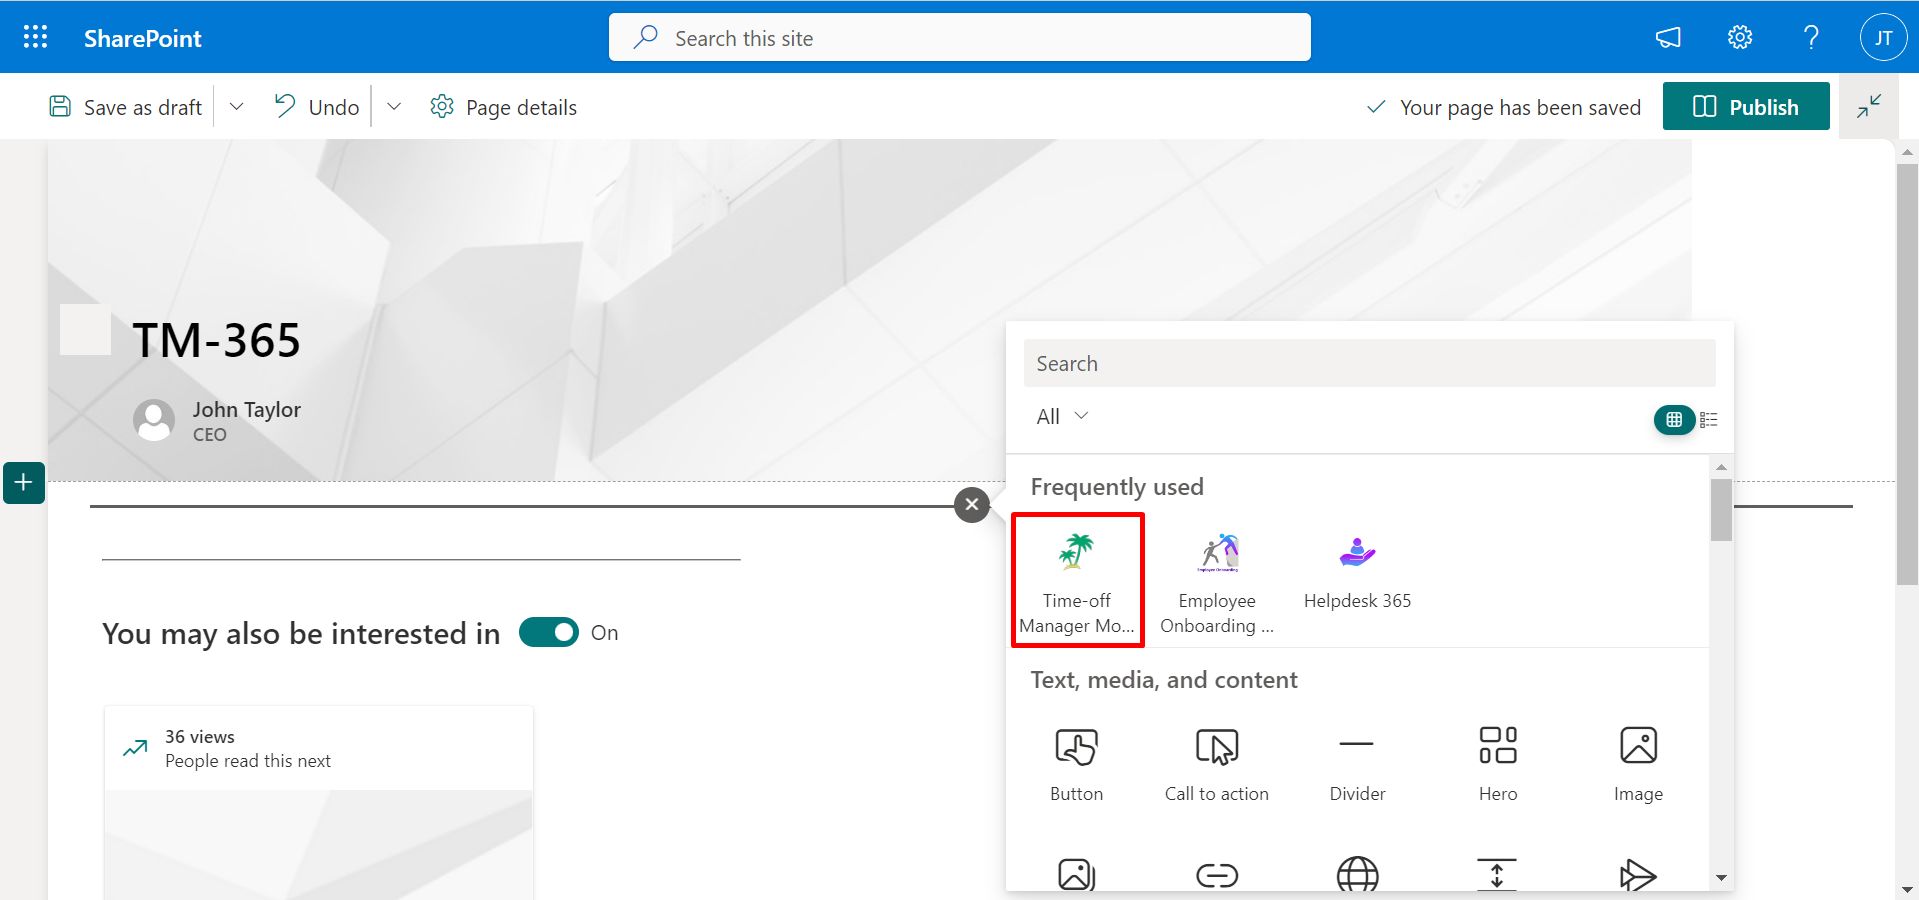 SharePoint
Search this site
JT
Save as draft
Undo
Page details
Your page has been saved
Publish
TM-365
John Taylor
CEO
Search
All
Frequently used
Time-off
Manager Mo...
Employee
Onboarding ...
Helpdesk 365
You may also be interested in
On
Text, media, and content
36 views
People read this next
Button
Call to action
Divider
Hero
Image